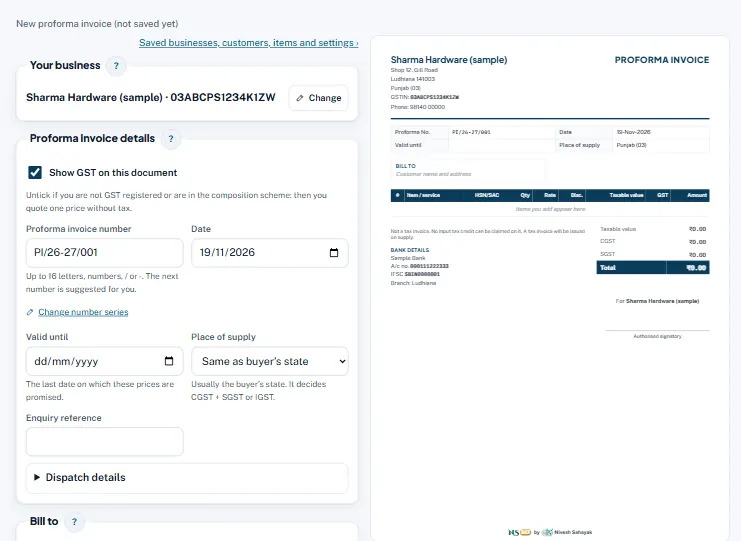 New proforma invoice (not saved yet)
Saved businesses, customers, items and settings ›
Your business ?
Sharma Hardware (sample) · 03ABCPS1234K1ZW
Change
Proforma invoice details ?
Show GST on this document
Untick if you are not GST registered or are in the composition scheme: then you
quote one price without tax.
Proforma invoice number
PI/26-27/001
Up to 16 letters, numbers, / or -. The next
number is suggested for you.
Change number series
Date
19/11/2026
Valid until
dd/mm/yyyy
The last date on which these prices are
promised.
Place of supply
Same as buyer's state
Usually the buyer's state. It decides
CGST + SGST or IGST.
Enquiry reference
Dispatch details
Bill to ?
Sharma Hardware (sample)
PROFORMA INVOICE
Shop 12, Gill Road
Ludhiana 141003
Punjab (03)
GSTIN: 03ABCPS1234K1ZW
Phone: 98140 00000
Proforma No. PI/26-27/001 Date 19-Nov-2026
Valid until Place of supply Punjab (03)
BILL TO
Customer name and address
# Item / service HSN/SAC Qty Rate Disc. Taxable value GST Amount
Items you add appear here.
Not a tax invoice. No input tax credit can be claimed on it. A tax invoice will be issued
on supply.
BANK DETAILS
Sample Bank
A/c no. 000111222333
IFSC SBIN0000001
Branch: Ludhiana
Taxable value ₹0.00
CGST ₹0.00
SGST ₹0.00
Total ₹0.00
For Sharma Hardware (sample)
Authorised signatory
by Nivesh Sahayak